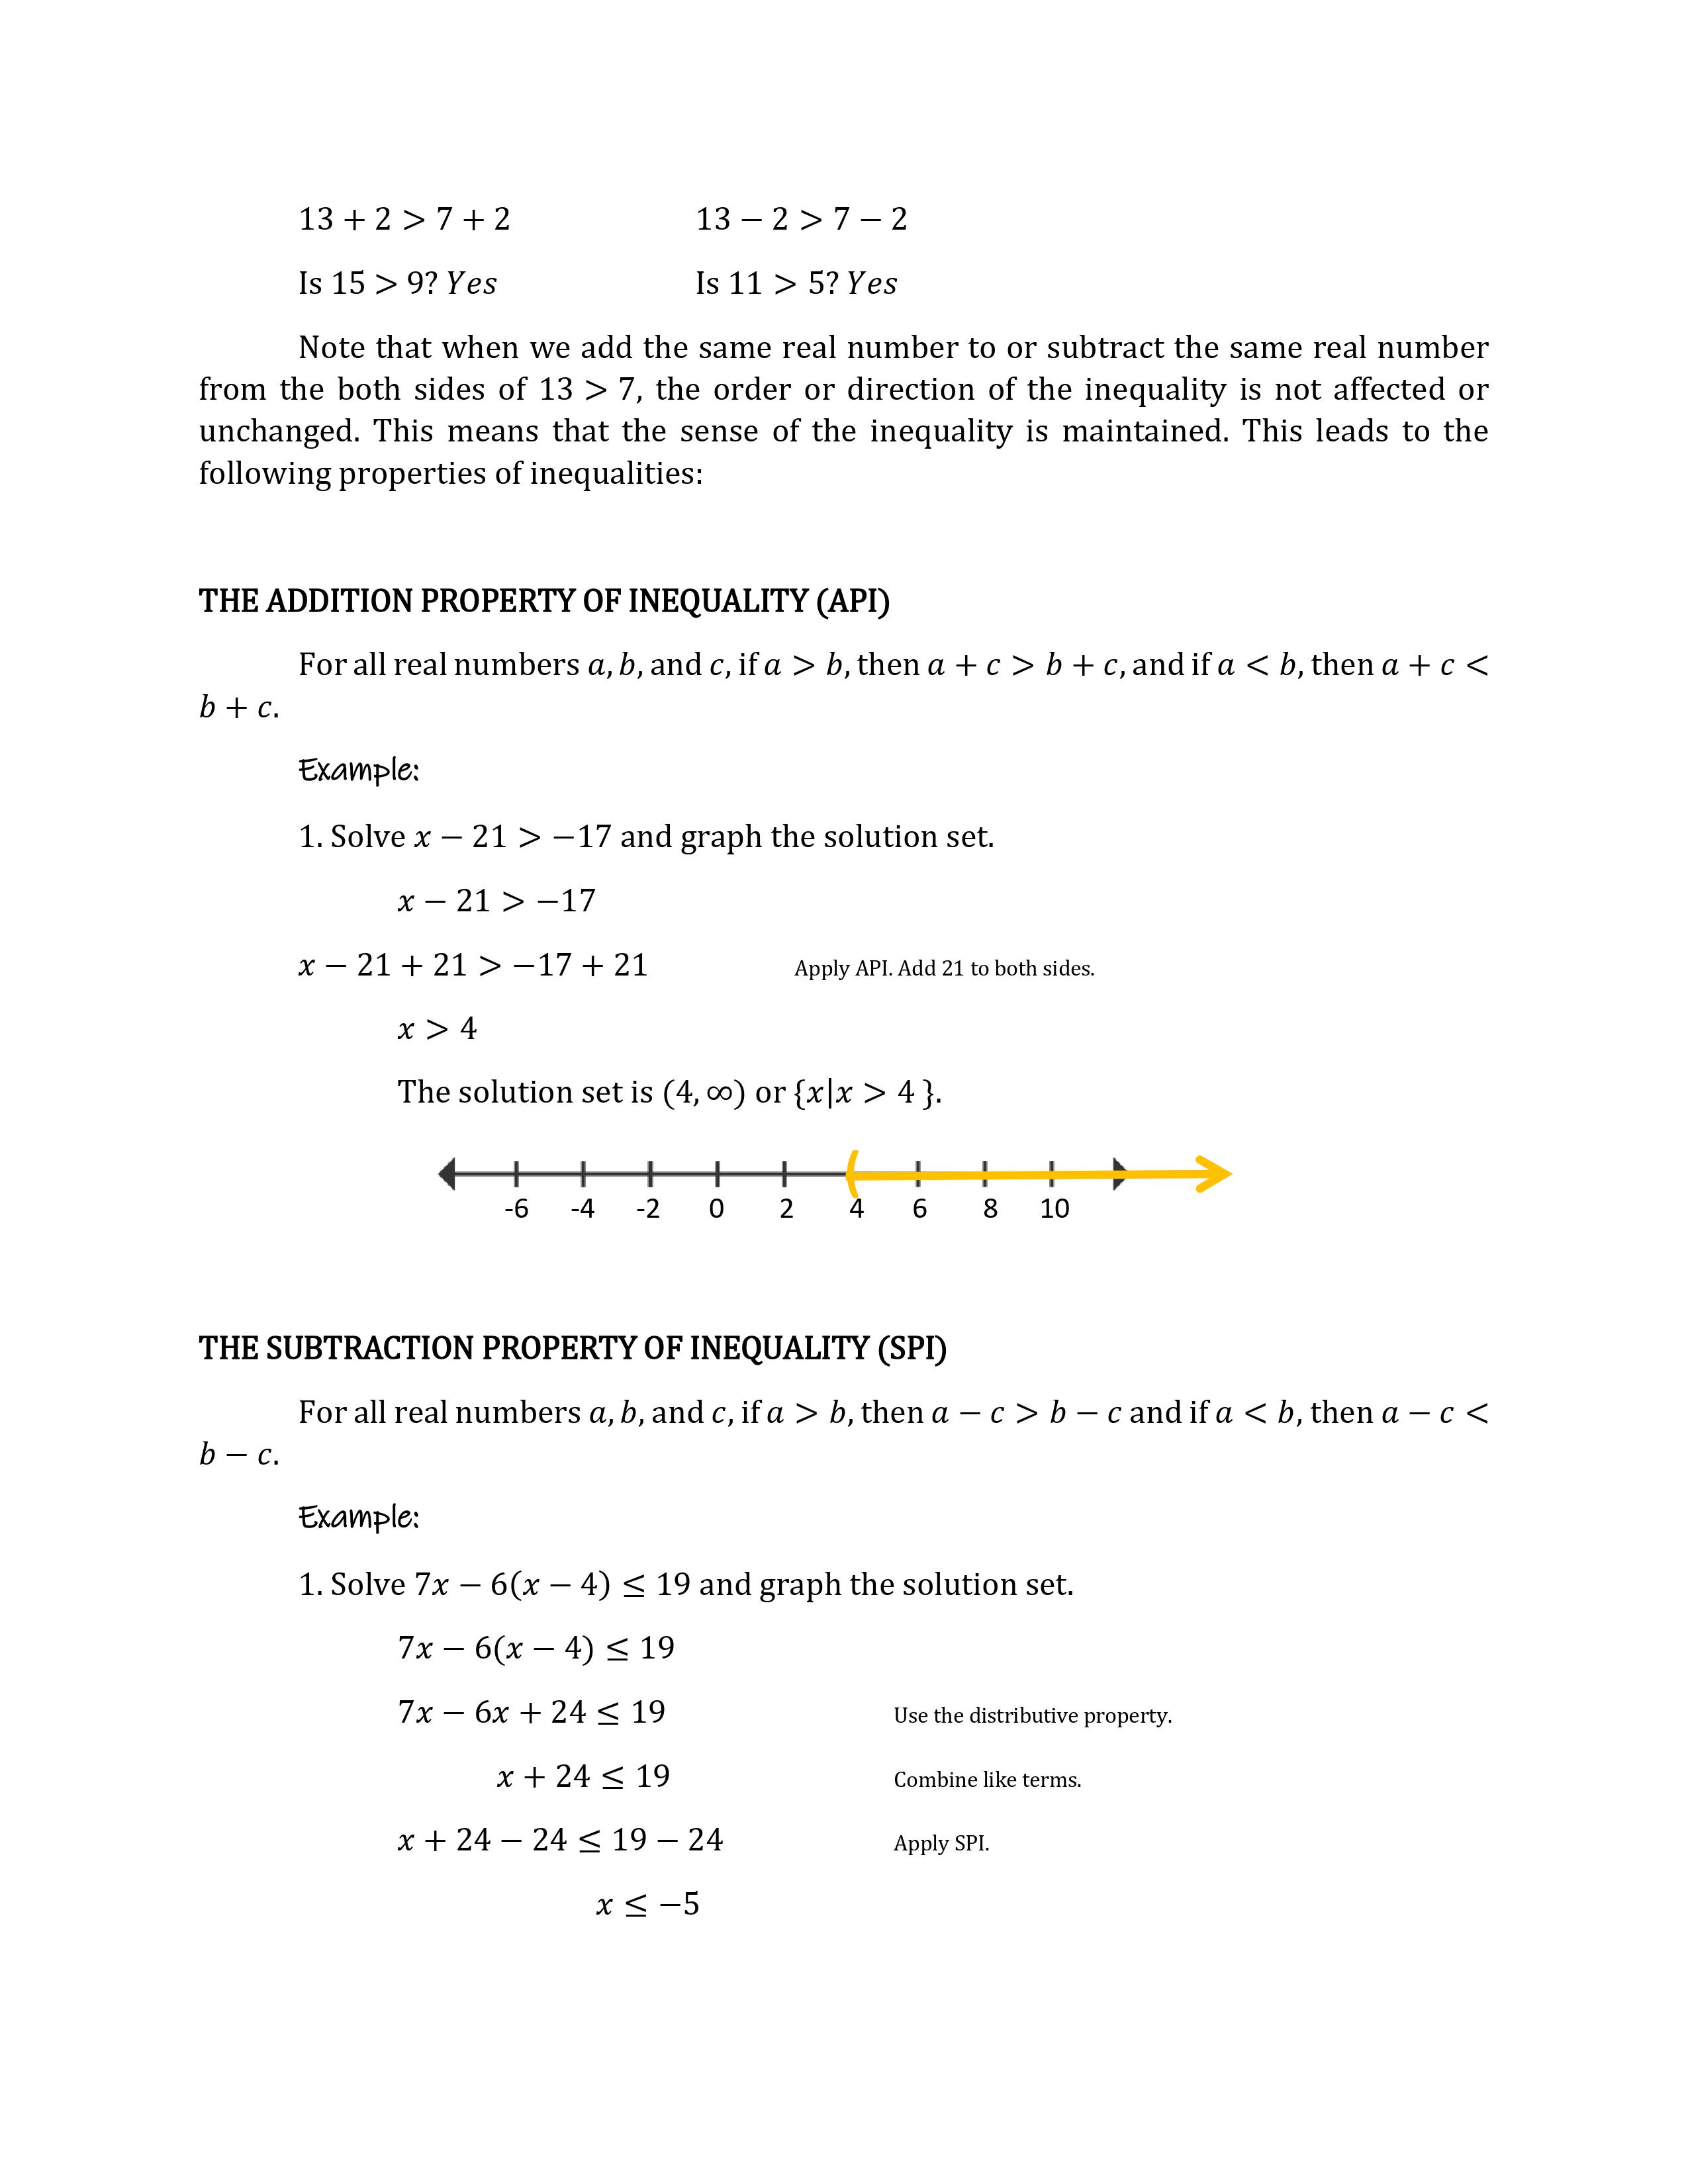 13 + 2 > 7 + 2 13 − 2 > 7 − 2
Is 15 > 9? Yes Is 11 > 5? Yes
Note that when we add the same real number to or subtract the same real number
from the both sides of 13 > 7, the order or direction of the inequality is not affected or
unchanged. This means that the sense of the inequality is maintained. This leads to the
following properties of inequalities:
THE ADDITION PROPERTY OF INEQUALITY (API)
For all real numbers a, b, and c, if a > b, then a + c > b + c, and if a < b, then a + c <
b + c.
Example:
1. Solve x − 21 > −17 and graph the solution set.
x − 21 > −17
x − 21 + 21 > −17 + 21 Apply API. Add 21 to both sides.
x > 4
The solution set is (4, ∞) or {x|x > 4 }.
-6 -4 -2 0 2 4 6 8 10
THE SUBTRACTION PROPERTY OF INEQUALITY (SPI)
For all real numbers a, b, and c, if a > b, then a − c > b − c and if a < b, then a − c <
b − c.
Example:
1. Solve 7x − 6(x − 4) ≤ 19 and graph the solution set.
7x − 6(x − 4) ≤ 19
7x − 6x + 24 ≤ 19 Use the distributive property.
x + 24 ≤ 19 Combine like terms.
x + 24 − 24 ≤ 19 − 24 Apply SPI.
x ≤ −5